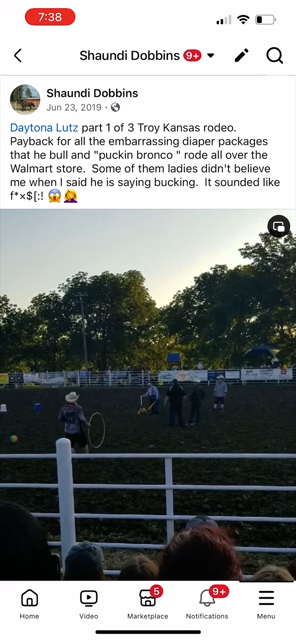 7:38
Shaundi Dobbins 9+
Shaundi Dobbins
Jun 23, 2019 ·
Daytona Lutz part 1 of 3 Troy Kansas rodeo.
Payback for all the embarrassing diaper packages
that he bull and "puckin bronco " rode all over the
Walmart store.  Some of them ladies didn't believe
me when I said he is saying bucking.  It sounded like
f*×$[:! 😱🤦‍♀️
5
9+
Home Video Marketplace Notifications Menu